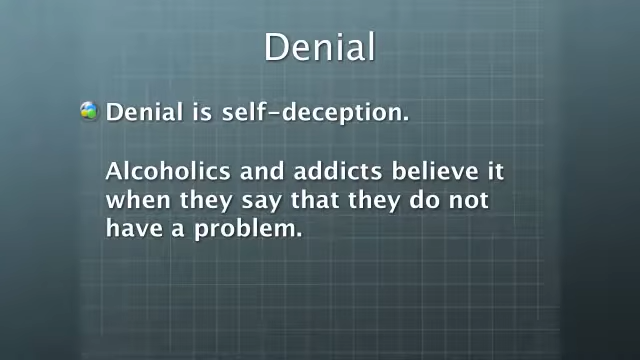 Denial
Denial is self-deception.
Alcoholics and addicts believe it
when they say that they do not
have a problem.